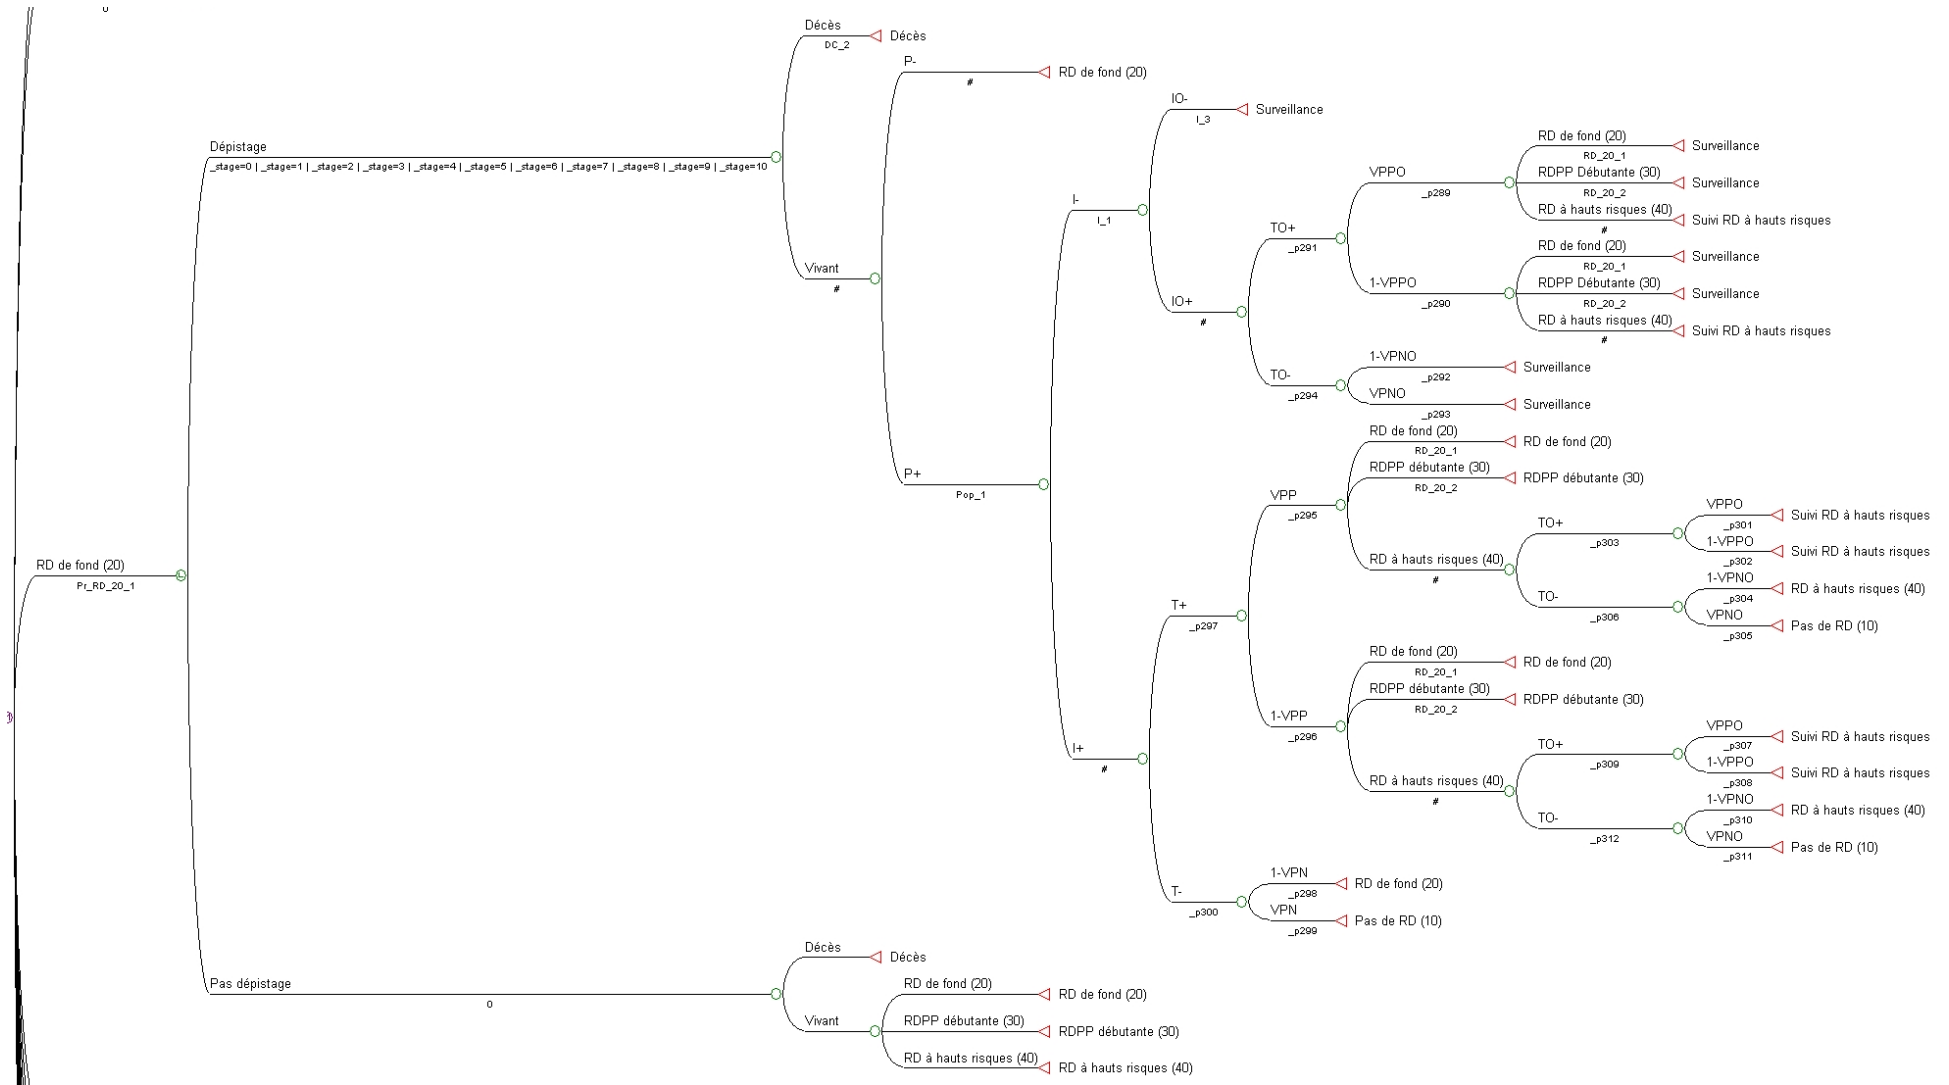 Décès
DC_2
Décès
P-
#
RD de fond (20)
IO-
I_3
Surveillance
Dépistage
_stage=0 | _stage=1 | _stage=2 | _stage=3 | _stage=4 | _stage=5 | _stage=6 | _stage=7 | _stage=8 | _stage=9 | _stage=10
RD de fond (20)
RD_20_1
Surveillance
VPPO
_p289
RDPP Débutante (30)
RD_20_2
Surveillance
I-
I_1
RD à hauts risques (40)
#
Suivi RD à hauts risques
TO+
_p291
RD de fond (20)
RD_20_1
Surveillance
Vivant
#
1-VPPO
_p290
RDPP Débutante (30)
RD_20_2
Surveillance
IO+
#
RD à hauts risques (40)
#
Suivi RD à hauts risques
1-VPNO
_p292
Surveillance
TO-
_p294
VPNO
_p293
Surveillance
RD de fond (20)
RD_20_1
RD de fond (20)
P+
Pop_1
RDPP débutante (30)
RD_20_2
RDPP débutante (30)
VPP
_p295
VPPO
_p301
Suivi RD à hauts risques
TO+
_p303
1-VPPO
_p302
Suivi RD à hauts risques
RD à hauts risques (40)
#
RD de fond (20)
Pr_RD_20_1
1-VPNO
_p304
RD à hauts risques (40)
TO-
_p306
T+
_p297
VPNO
_p305
Pas de RD (10)
RD de fond (20)
RD_20_1
RD de fond (20)
RDPP débutante (30)
RD_20_2
RDPP débutante (30)
1-VPP
_p296
VPPO
_p307
Suivi RD à hauts risques
I+
#
TO+
_p309
1-VPPO
_p308
Suivi RD à hauts risques
RD à hauts risques (40)
#
1-VPNO
_p310
RD à hauts risques (40)
TO-
_p312
VPNO
_p311
Pas de RD (10)
1-VPN
_p298
RD de fond (20)
T-
_p300
VPN
_p299
Pas de RD (10)
Décès
Décès
Pas dépistage
0
RD de fond (20)
RD de fond (20)
Vivant
RDPP débutante (30)
RDPP débutante (30)
RD à hauts risques (40)
RD à hauts risques (40)